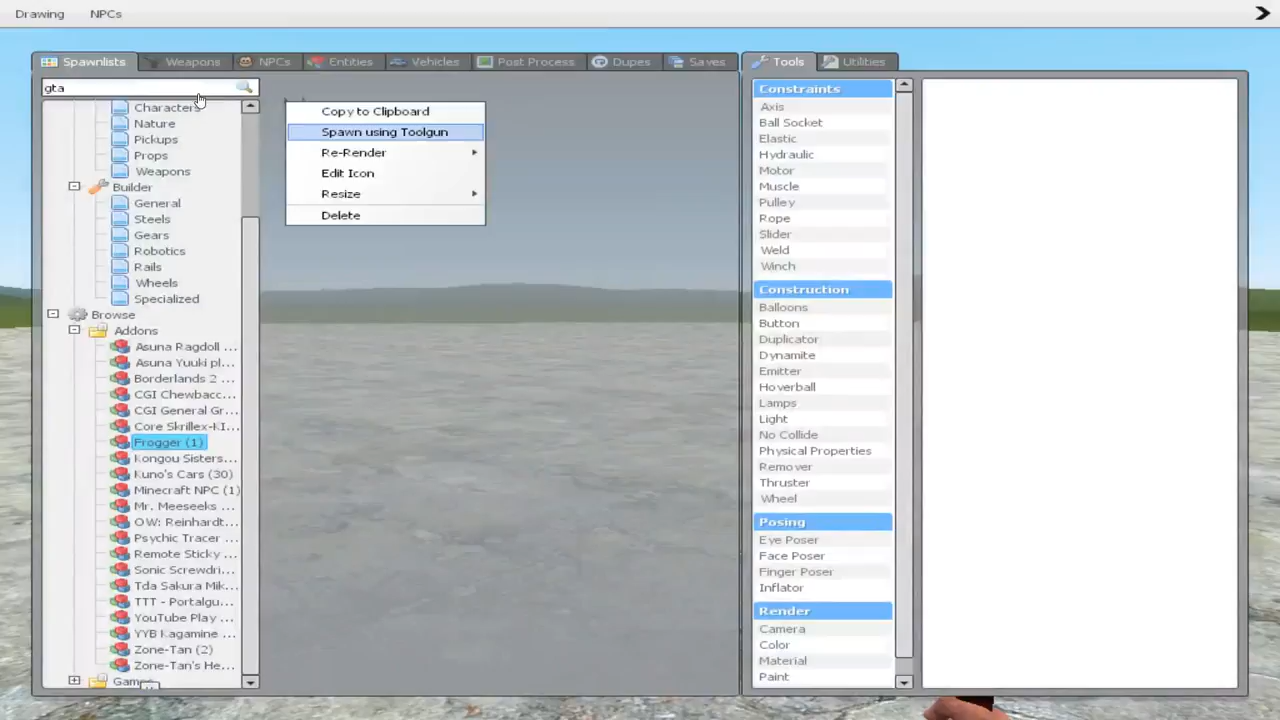 Drawing NPCs
Spawnlists Weapons NPCs Entities Vehicles Post Process Dupes Saves
gta
Characters
Nature
Pickups
Props
Weapons
Builder
General
Steels
Gears
Robotics
Rails
Wheels
Specialized
Browse
Addons
Asuna Ragdoll ...
Asuna Yuuki pl...
Borderlands 2 ...
CGI Chewbacc...
CGI General Gr...
Core Skrillex-KI...
Frogger (1)
Kongou Sisters...
Kuno's Cars (30)
Minecraft NPC (1)
Mr. Meeseeks ...
OW: Reinhardt...
Psychic Tracer ...
Remote Sticky ...
Sonic Screwdri...
Tda Sakura Mik...
TTT - Portalgu...
YouTube Play ...
YYB Kagamine ...
Zone-Tan (2)
Zone-Tan's He...
Copy to Clipboard
Spawn using Toolgun
Re-Render
Edit Icon
Resize
Delete
Tools Utilities
Constraints
Axis
Ball Socket
Elastic
Hydraulic
Motor
Muscle
Pulley
Rope
Slider
Weld
Winch
Construction
Balloons
Button
Duplicator
Dynamite
Emitter
Hoverball
Lamps
Light
No Collide
Physical Properties
Remover
Thruster
Wheel
Posing
Eye Poser
Face Poser
Finger Poser
Inflator
Render
Camera
Color
Material
Paint